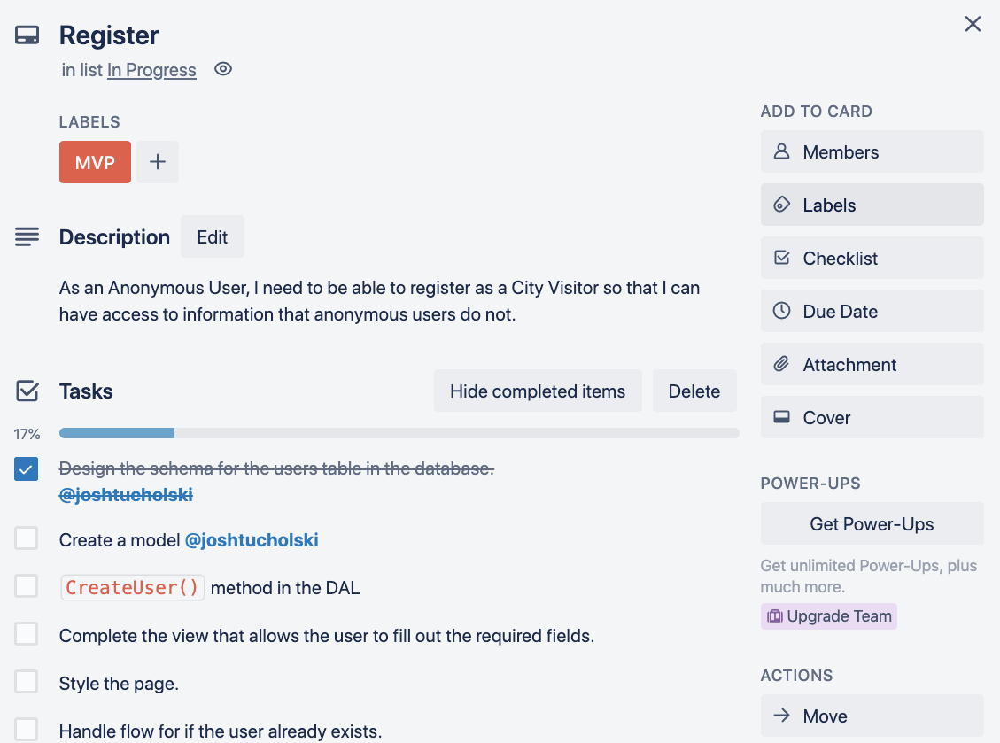 Register
in list In Progress
LABELS
MVP
Description
Edit
As an Anonymous User, I need to be able to register as a City Visitor so that I can
have access to information that anonymous users do not.
Tasks
Hide completed items
Delete
17%
Design the schema for the users table in the database.
@joshtucholski
Create a model @joshtucholski
CreateUser() method in the DAL
Complete the view that allows the user to fill out the required fields.
Style the page.
Handle flow for if the user already exists.
ADD TO CARD
Members
Labels
Checklist
Due Date
Attachment
Cover
POWER-UPS
Get Power-Ups
Get unlimited Power-Ups, plus
much more.
Upgrade Team
ACTIONS
Move